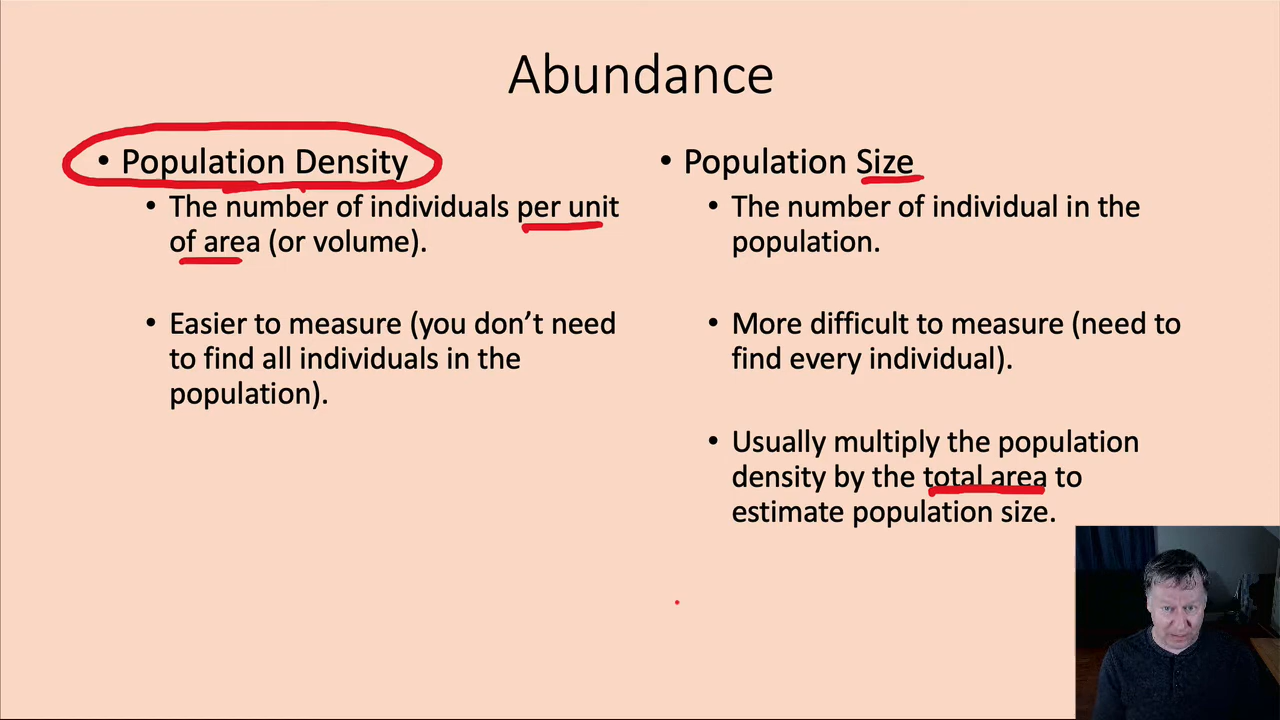 Abundance
• Population Density
• The number of individuals per unit
of area (or volume).
• Easier to measure (you don’t need
to find all individuals in the
population).
• Population Size
• The number of individual in the
population.
• More difficult to measure (need to
find every individual).
• Usually multiply the population
density by the total area to
estimate population size.